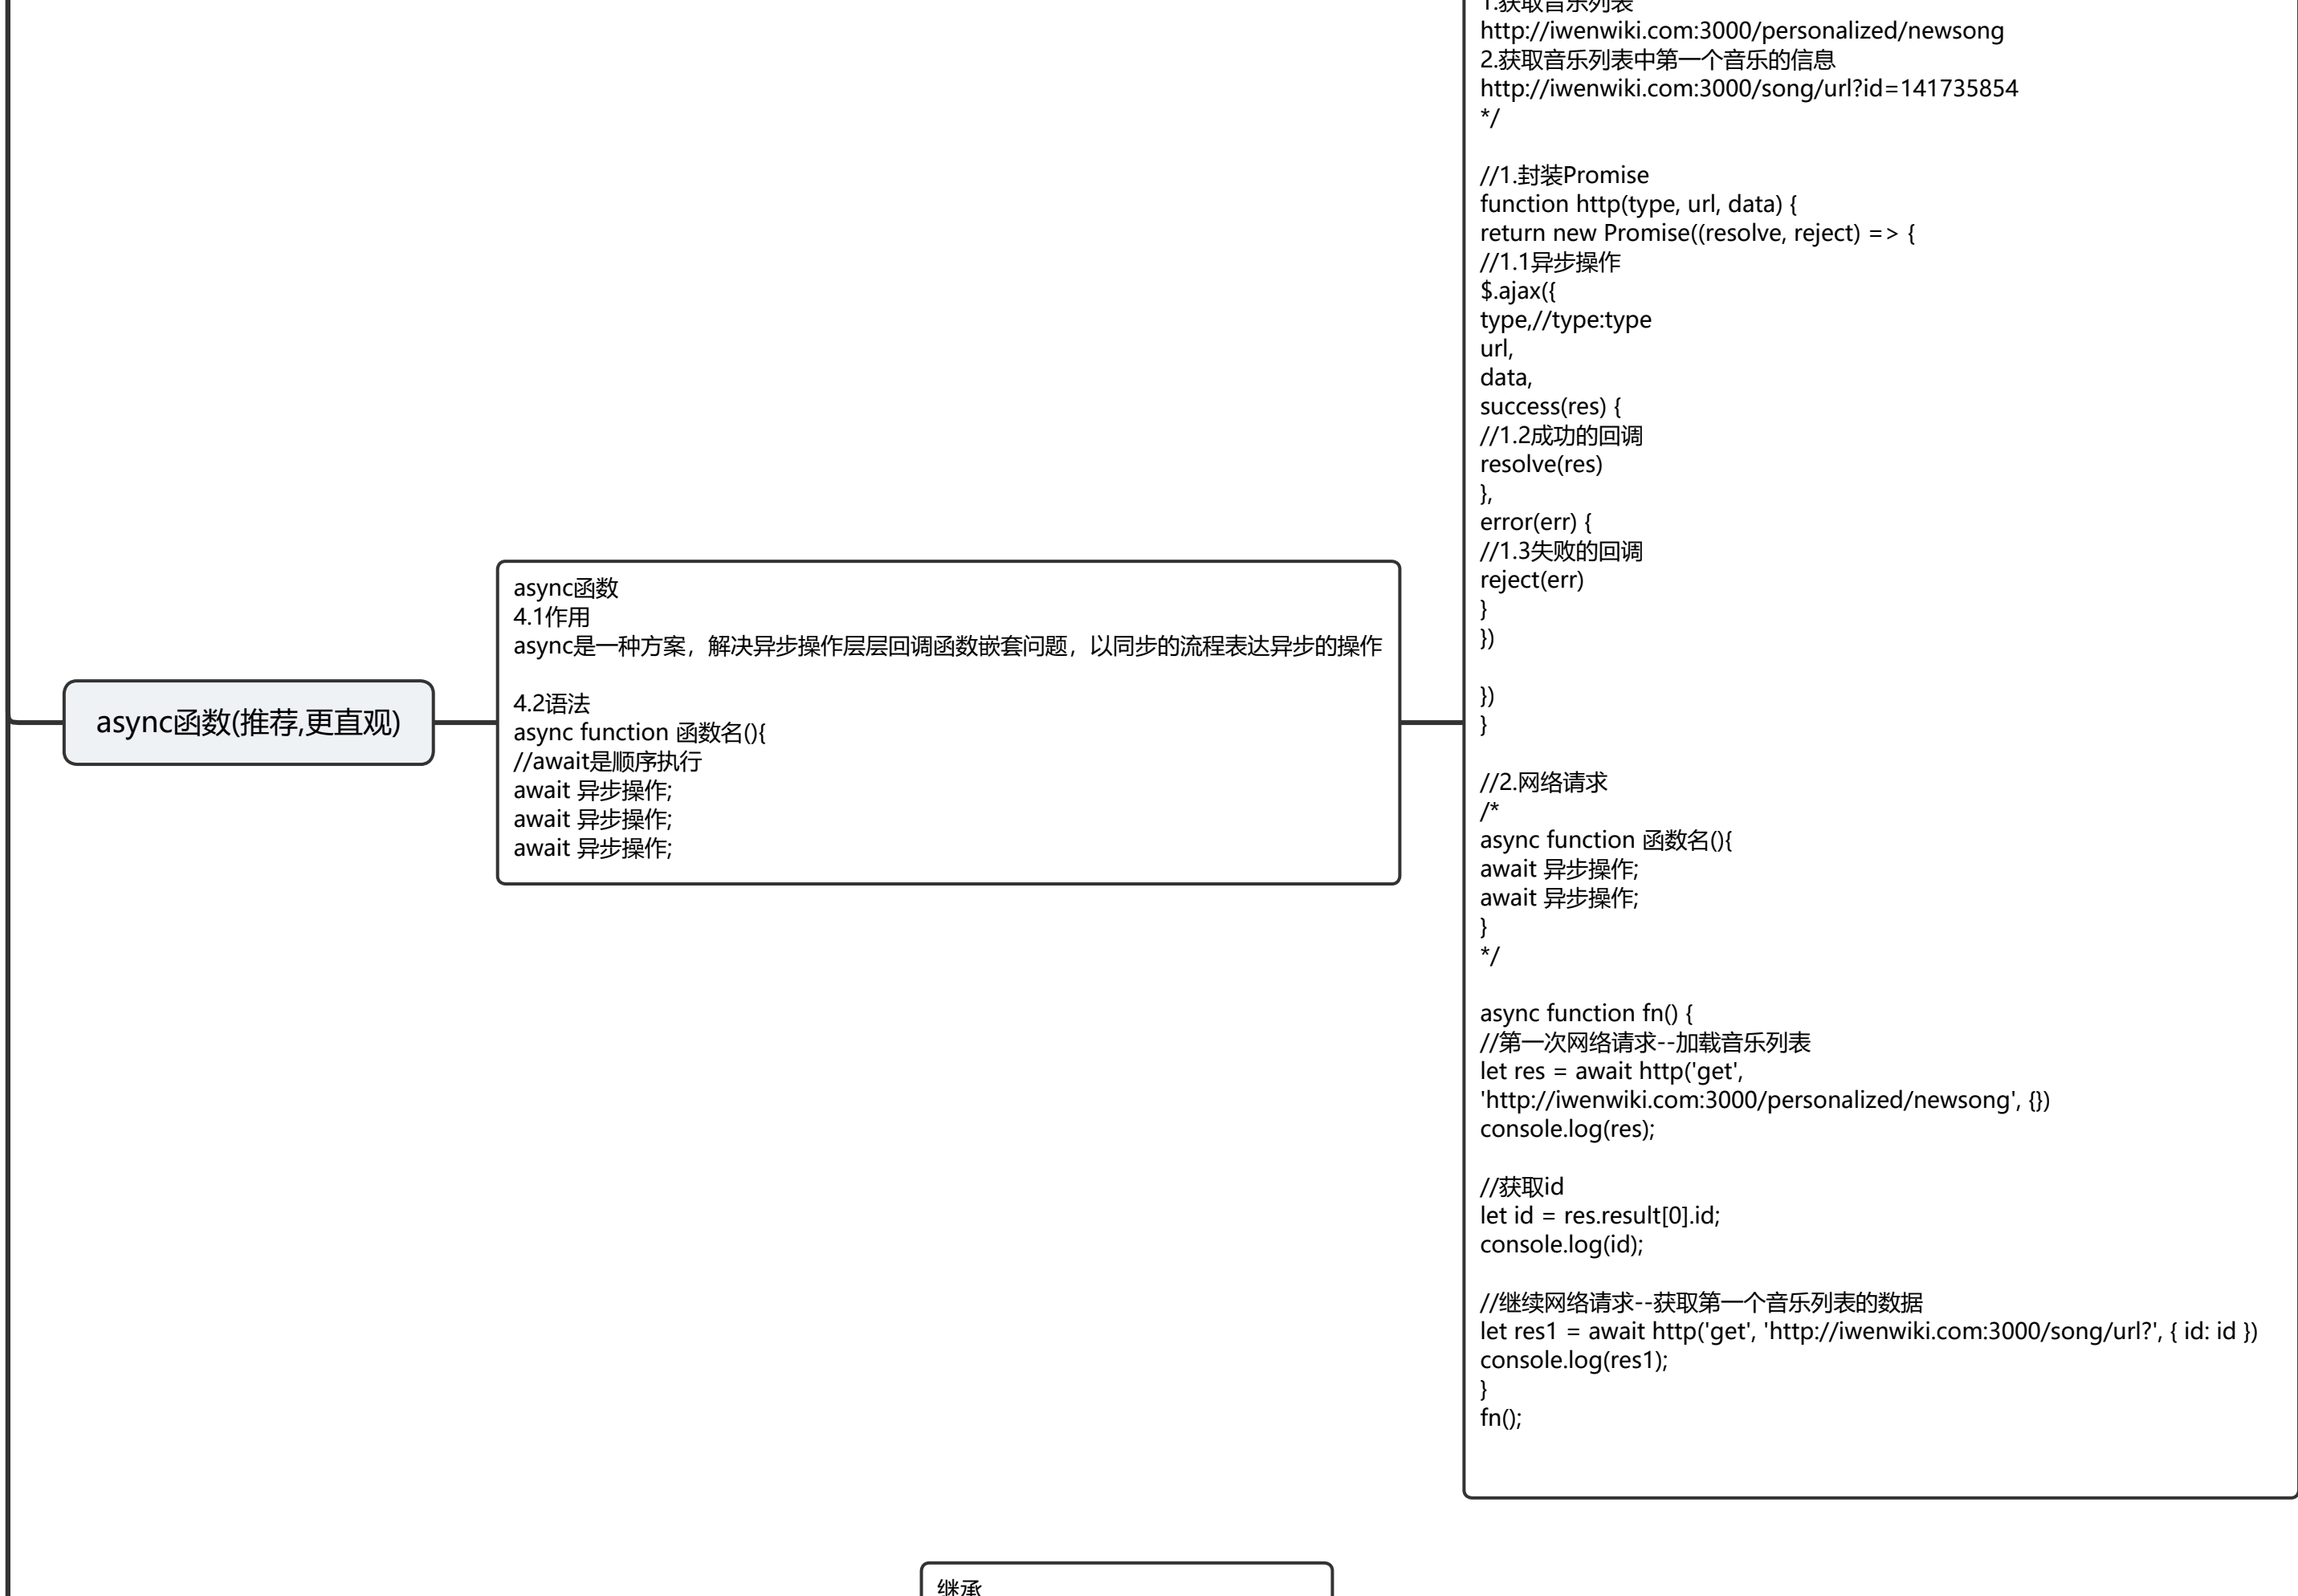 async函数(推荐,更直观)
async函数
4.1作用
async是一种方案，解决异步操作层层回调函数嵌套问题，以同步的流程表达异步的操作
4.2语法
async function 函数名(){
//await是顺序执行
await 异步操作;
await 异步操作;
await 异步操作;
1.获取音乐列表
http://iwenwiki.com:3000/personalized/newsong
2.获取音乐列表中第一个音乐的信息
http://iwenwiki.com:3000/song/url?id=141735854
*/
//1.封装Promise
function http(type, url, data) {
return new Promise((resolve, reject) => {
//1.1异步操作
$.ajax({
type,//type:type
url,
data,
success(res) {
//1.2成功的回调
resolve(res)
},
error(err) {
//1.3失败的回调
reject(err)
}
})
})
}
//2.网络请求
/*
async function 函数名(){
await 异步操作;
await 异步操作;
}
*/
async function fn() {
//第一次网络请求--加载音乐列表
let res = await http('get',
'http://iwenwiki.com:3000/personalized/newsong', {})
console.log(res);
//获取id
let id = res.result[0].id;
console.log(id);
//继续网络请求--获取第一个音乐列表的数据
let res1 = await http('get', 'http://iwenwiki.com:3000/song/url?', { id: id })
console.log(res1);
}
fn();
继承